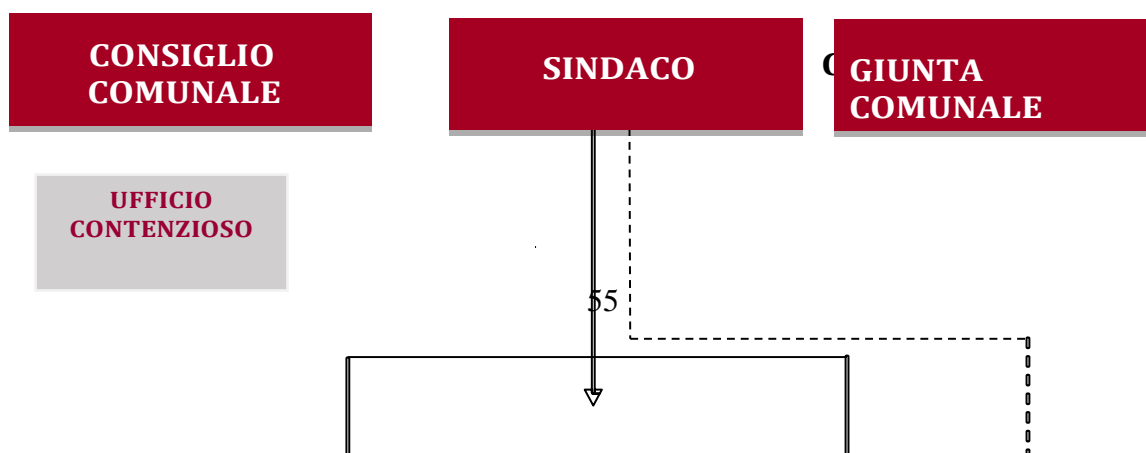 CONSIGLIO
COMUNALE
SINDACO
GIUNTA
COMUNALE
UFFICIO
CONTENZIOSO
55